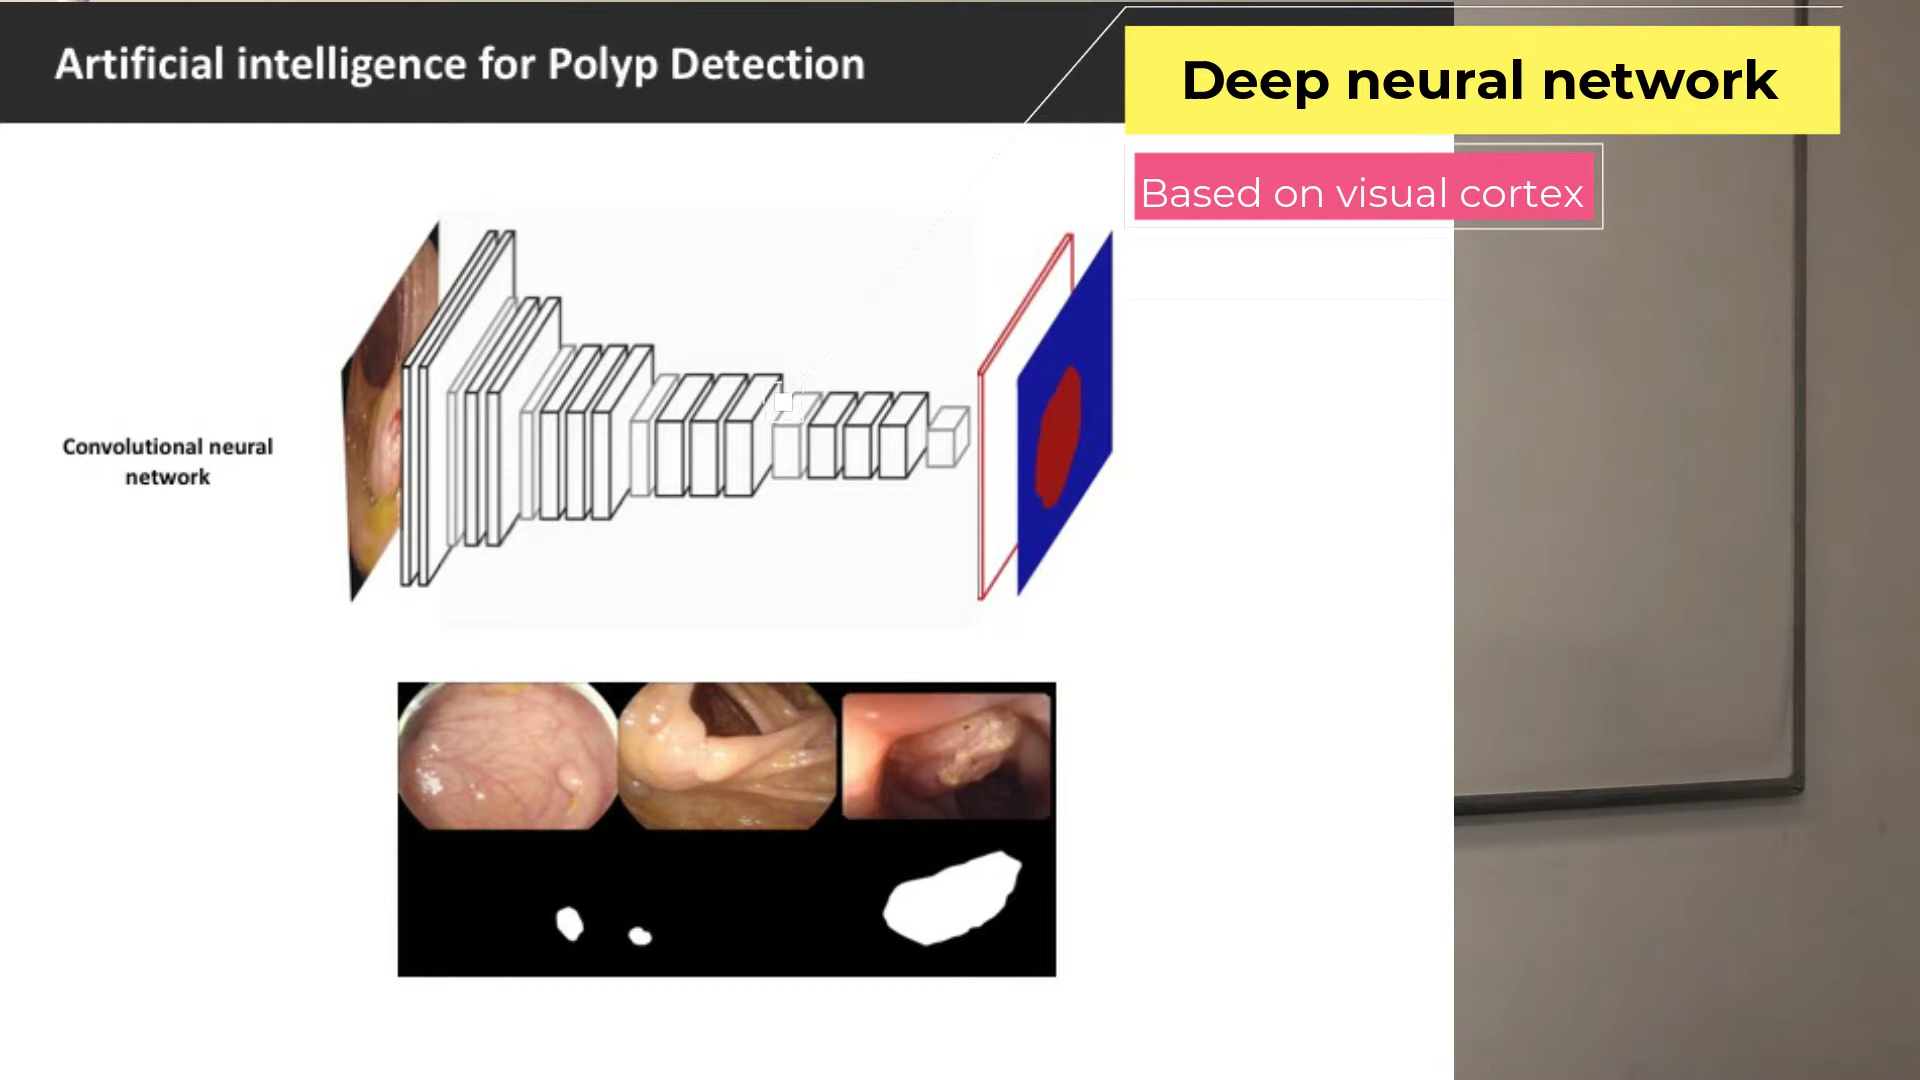 Artificial intelligence for Polyp Detection
Deep neural network
Based on visual cortex
Convolutional neural
network